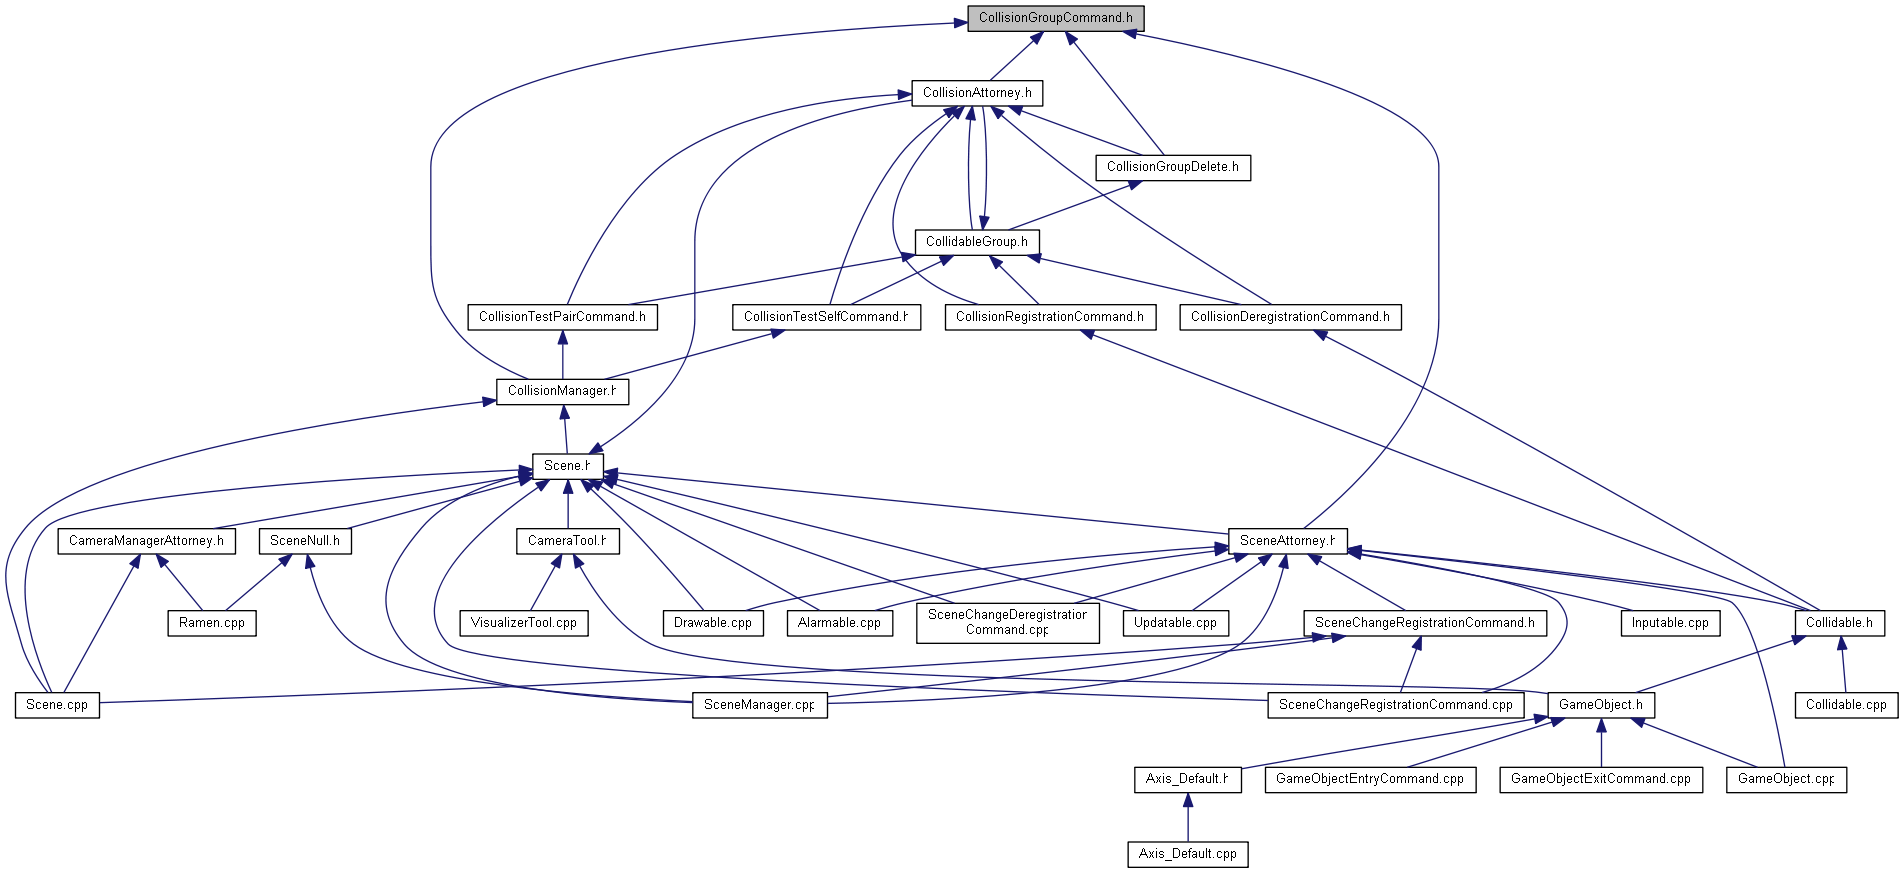 CollisionGroupCommand.h
CollisionAttorney.h
CollisionGroupDelete.h
CollidableGroup.h
CollisionTestPairCommand.h
CollisionTestSelfCommand.h
CollisionRegistrationCommand.h
CollisionDeregistrationCommand.h
CollisionManager.h
Scene.h
CameraManagerAttorney.h
SceneNull.h
CameraTool.h
SceneAttorney.h
Ramen.cpp
VisualizerTool.cpp
Drawable.cpp
Alarmable.cpp
SceneChangeDeregistration
Command.cpp
Updatable.cpp
SceneChangeRegistrationCommand.h
Inputable.cpp
Collidable.h
Scene.cpp
SceneManager.cpp
SceneChangeRegistrationCommand.cpp
GameObject.h
Collidable.cpp
Axis_Default.h
GameObjectEntryCommand.cpp
GameObjectExitCommand.cpp
GameObject.cpp
Axis_Default.cpp